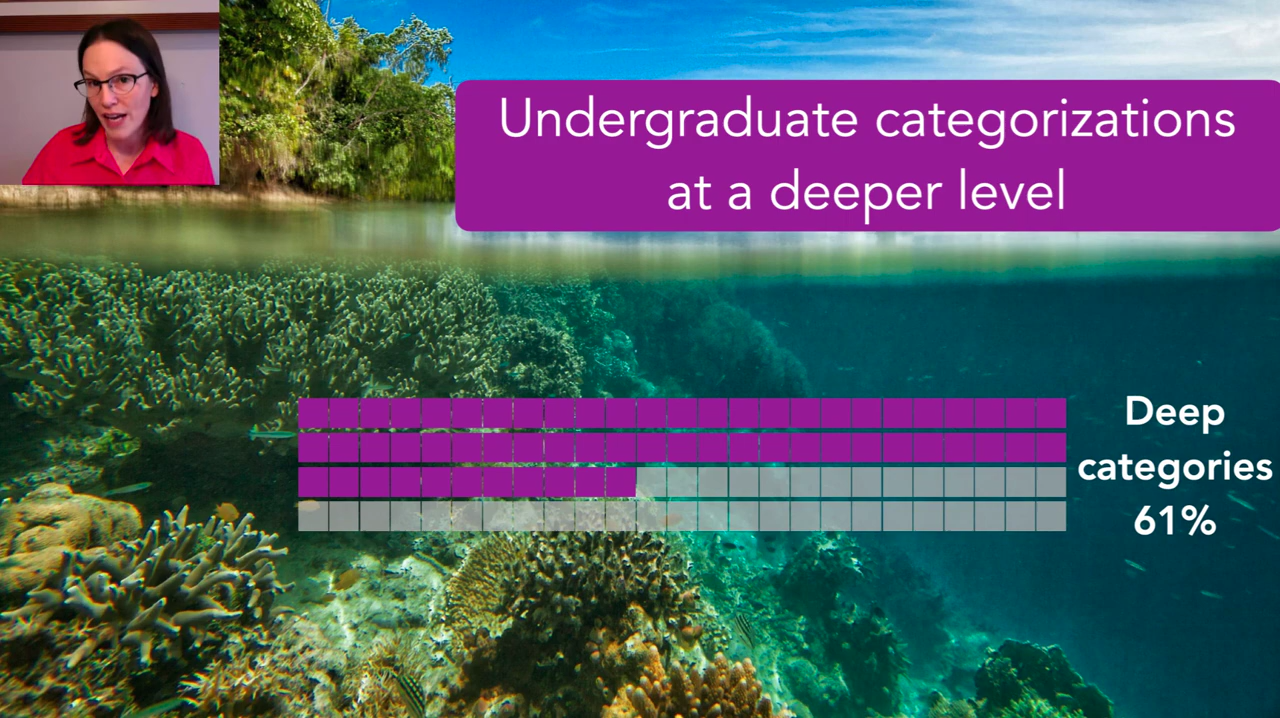 Undergraduate categorizations
at a deeper level
Deep
categories
61%